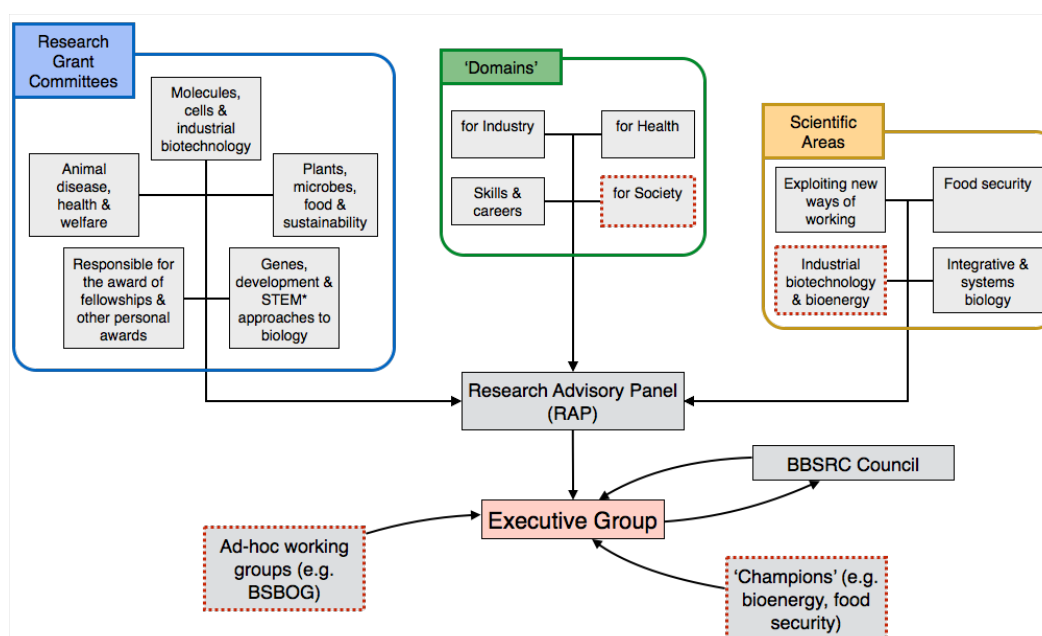 Research
Grant
Committees
Molecules,
cells &
industrial
biotechnology
Animal
disease,
health &
welfare
Plants,
microbes,
food &
sustainability
Responsible for
the award of
fellowships &
other personal
awards
Genes,
development &
STEM*
approaches to
biology
‘Domains’
for Industry
for Health
Skills &
careers
for Society
Scientific
Areas
Exploiting new
ways of
working
Food security
Industrial
biotechnology
& bioenergy
Integrative &
systems
biology
Research Advisory Panel
(RAP)
BBSRC Council
Executive Group
Ad-hoc working
groups (e.g.
BSBOG)
‘Champions’ (e.g.
bioenergy, food
security)